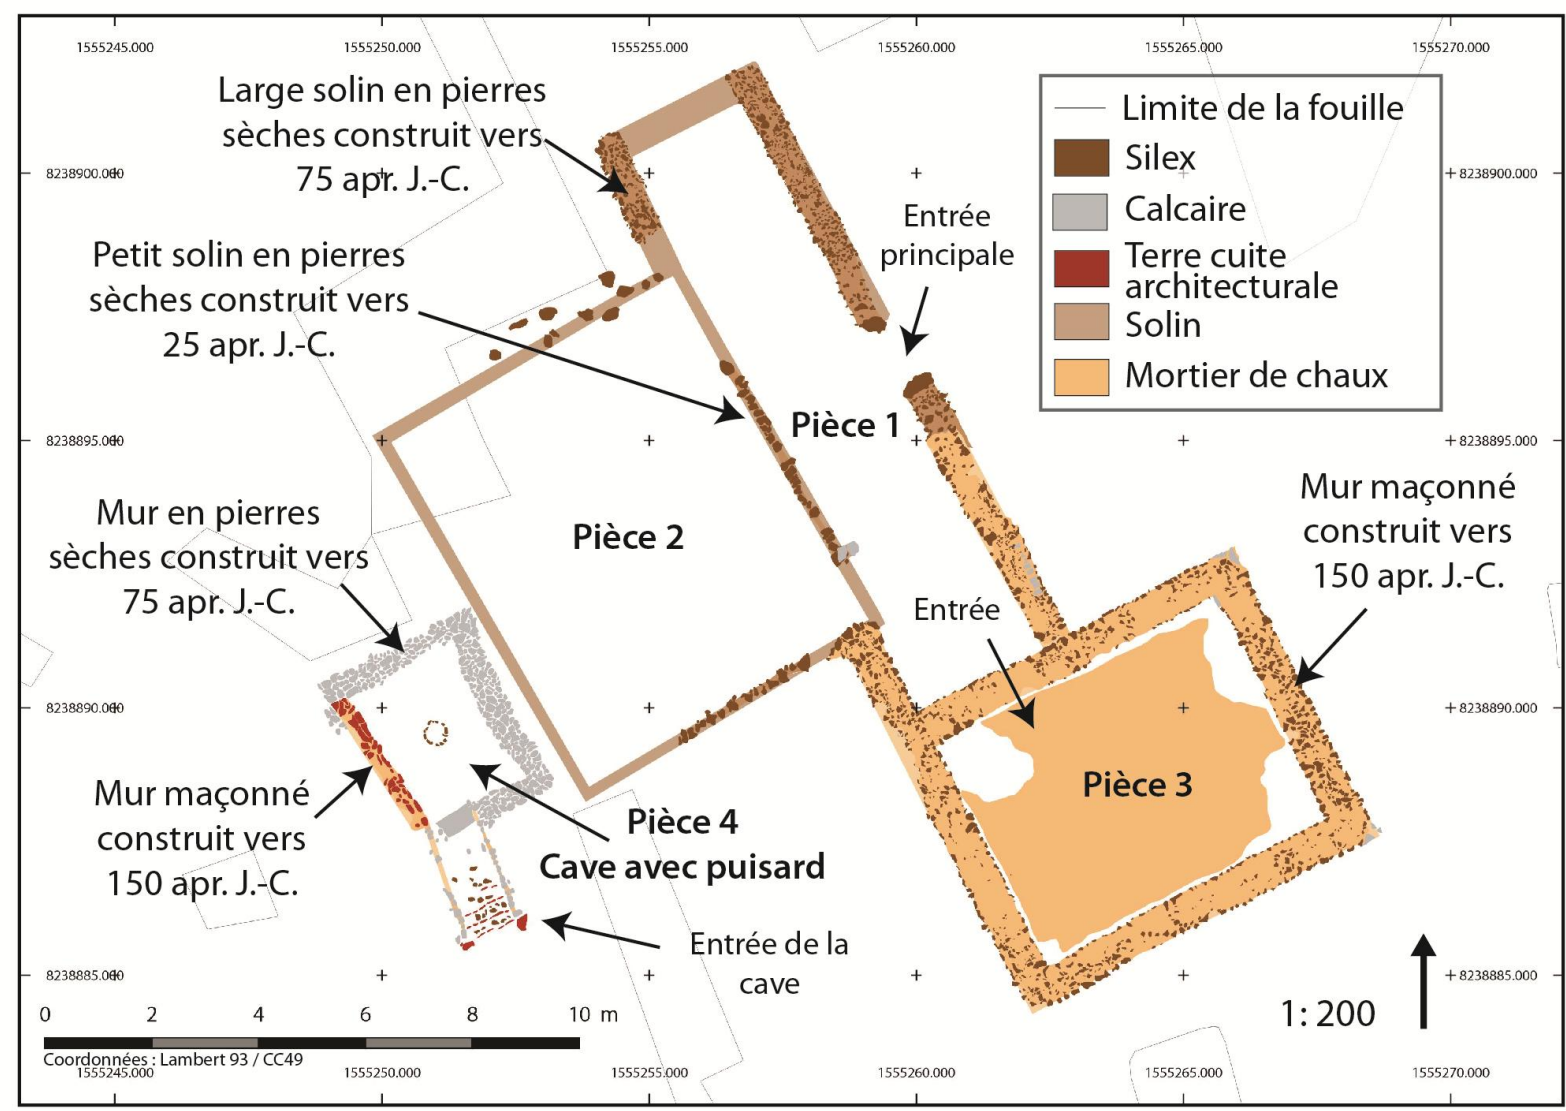 1555245.000 1555250.000 1555255.000 1555260.000 1555265.000 1555270.000
Large solin en pierres
sèches construit vers
75 apr. J.-C.
Limite de la fouille
Silex
Calcaire
Terre cuite
architecturale
Solin
Mortier de chaux
8238900.000
8238900.000
Entrée
principale
Petit solin en pierres
sèches construit vers
25 apr. J.-C.
Pièce 1
8238895.000
8238895.000
Mur maçonné
construit vers
150 apr. J.-C.
Mur en pierres
sèches construit vers
75 apr. J.-C.
Pièce 2
Entrée
8238890.000
8238890.000
Pièce 3
Mur maçonné
construit vers
150 apr. J.-C.
Pièce 4
Cave avec puisard
Entrée de la
cave
8238885.000
8238885.000
0 2 4 6 8 10 m
1: 200
Coordonnées : Lambert 93 / CC49
1555245.000 1555250.000 1555255.000 1555260.000 1555265.000 1555270.000